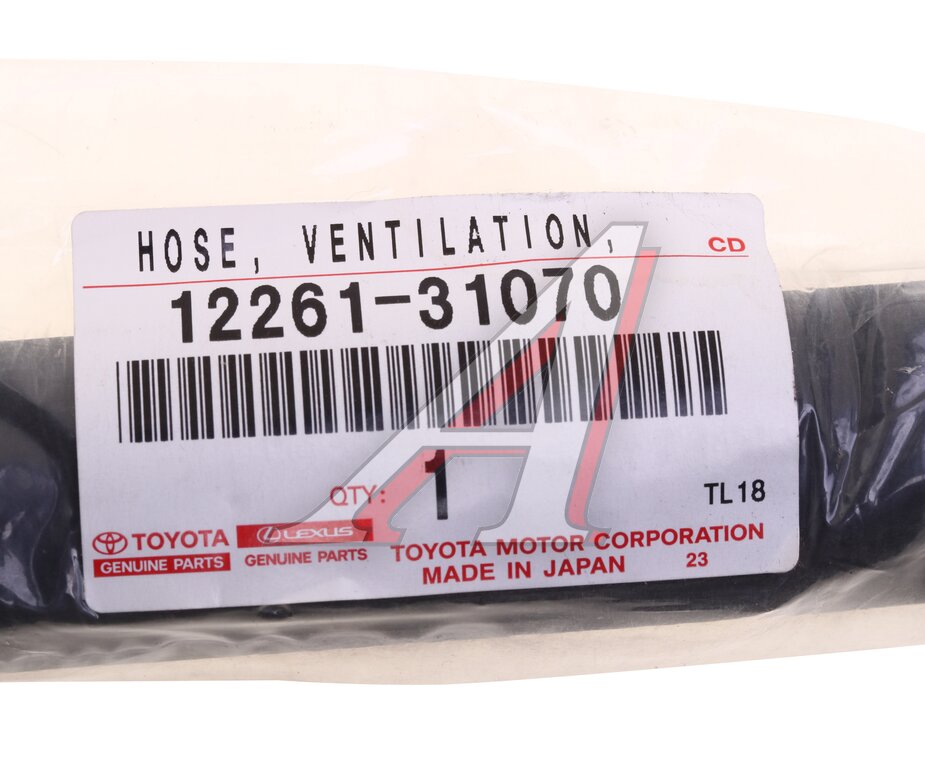 HOSE, VENTILATION,
CD
12261-31070
QTY: 1
TL18
TOYOTA
GENUINE PARTS
LEXUS
GENUINE PARTS
TOYOTA MOTOR CORPORATION
MADE IN JAPAN 23